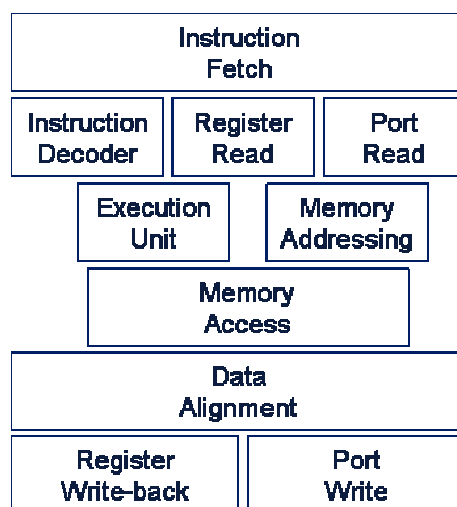 Instruction
Fetch
Instruction
Decoder
Register
Read
Port
Read
Execution
Unit
Memory
Addressing
Memory
Access
Data
Alignment
Register
Write-back
Port
Write